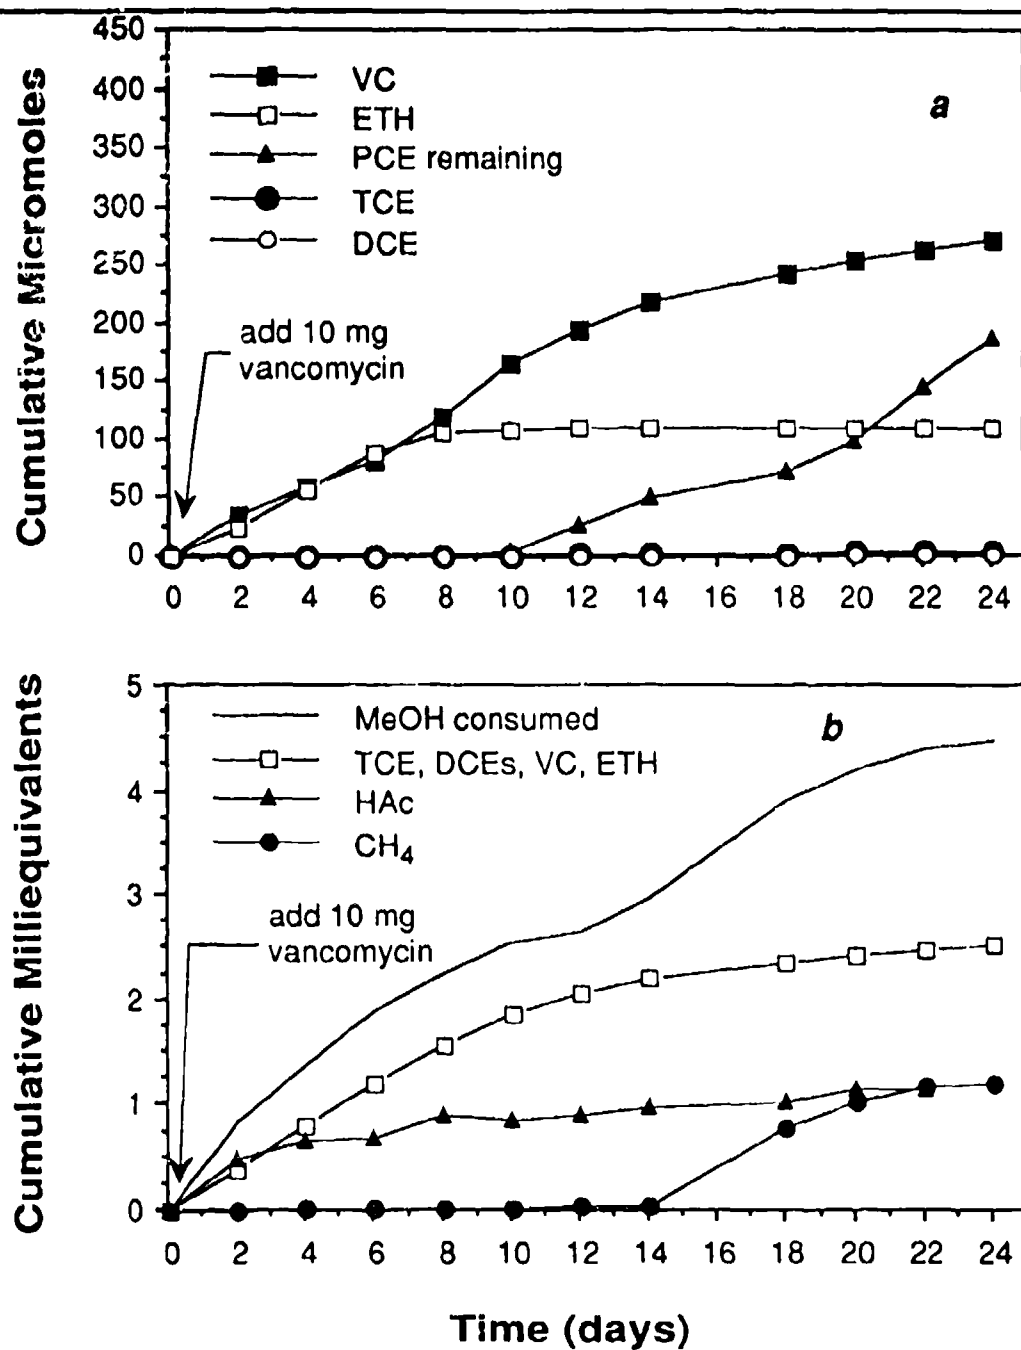 450
400
350
300
250
200
150
100
50
0
Cumulative Micromoles
VC
ETH
PCE remaining
TCE
DCE
a
add 10 mg
vancomycin
0 2 4 6 8 10 12 14 16 18 20 22 24
5
4
3
2
1
0
Cumulative Milliequivalents
MeOH consumed
TCE, DCEs, VC, ETH
HAc
CH4
b
add 10 mg
vancomycin
0 2 4 6 8 10 12 14 16 18 20 22 24
Time (days)